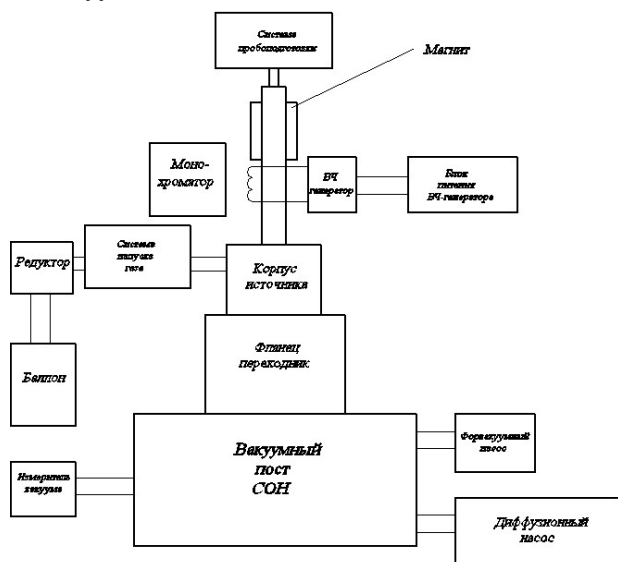 Система
пробоподготовки
Магнит
Моно-
хроматор
ВЧ
генератор
Блок
питания
ВЧ-генератора
Система
напуска
газа
Редуктор
Корпус
источника
Фланец
переходник
Баллон
Вакуумный
пост
СОН
Форвакуумный
насос
Измеритель
вакуума
Диффузионный
насос